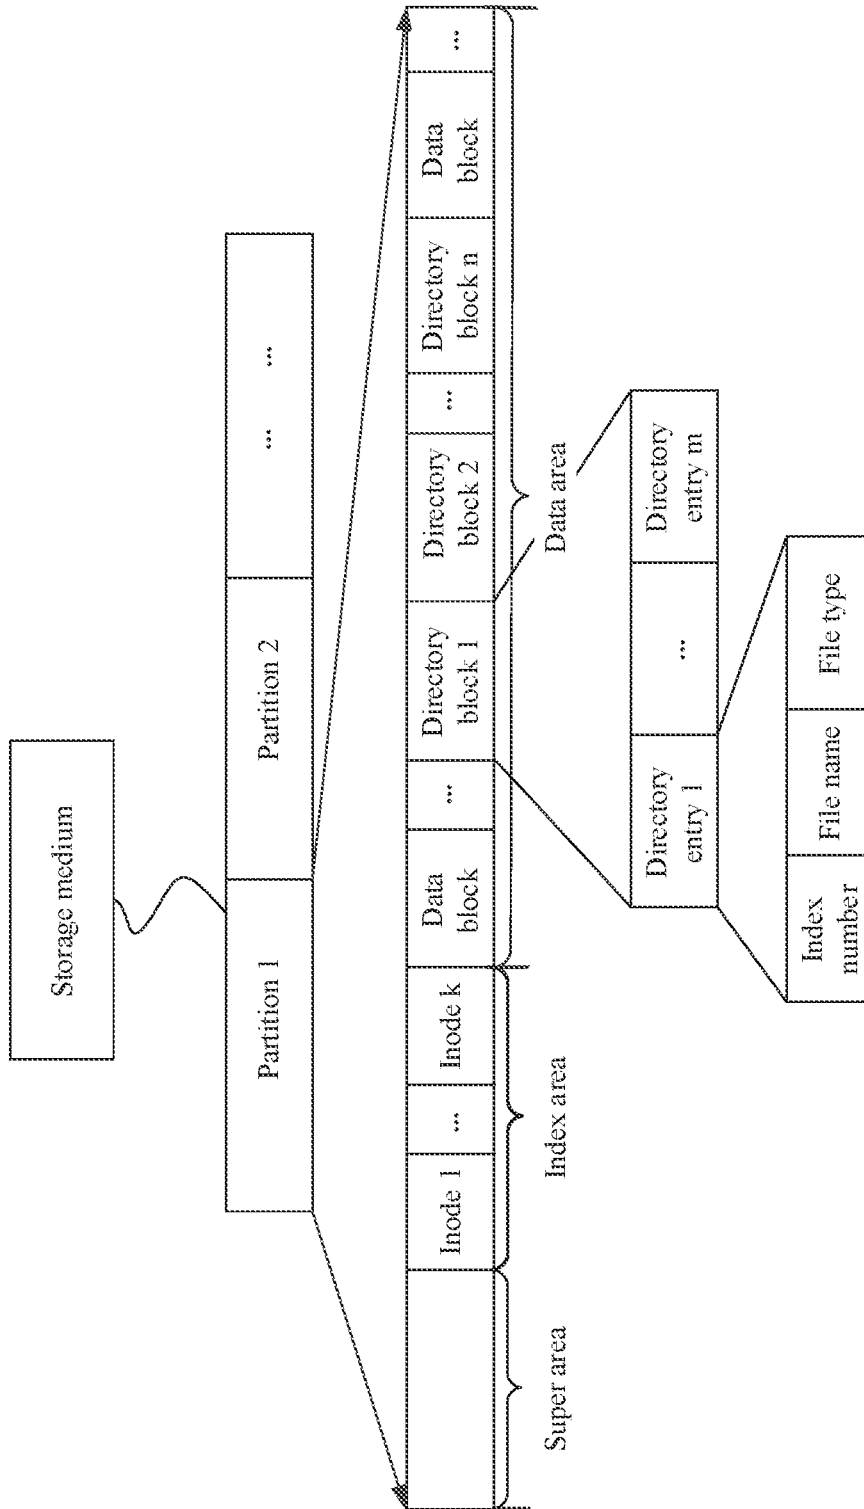 Storage medium
Partition 1
Partition 2
... ...
Inode 1
...
Inode k
Data
block
...
Directory
block 1
Directory
block 2
...
Directory
block n
Data
block
...
Super area
Index area
Data area
Directory
entry 1
...
Directory
entry m
Index
number
File name
File type